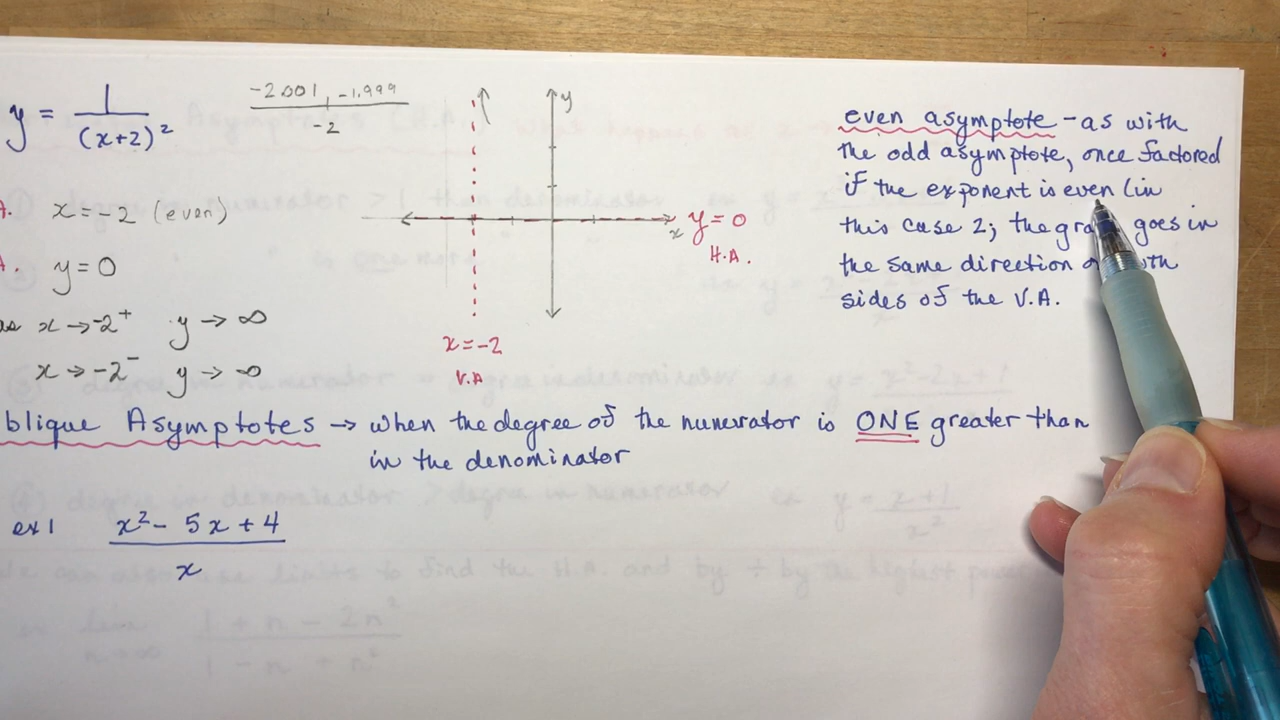 y = 1/(x+2)²
-2.001, -1.999
-2
y
x
y = 0
H.A.
x = -2
V.A
even asymptote - as with
the odd asymptote, once factored
if the exponent is even (in
this case 2; the goes in
the same direction
sides of the V.A.
A. x = -2 (even)
A. y = 0
as x → -2⁺ y → ∞
x → -2⁻ y → ∞
blique Asymptotes → when the degree of the numerator is ONE greater than
in the denominator
ex 1 x² - 5x + 4
x